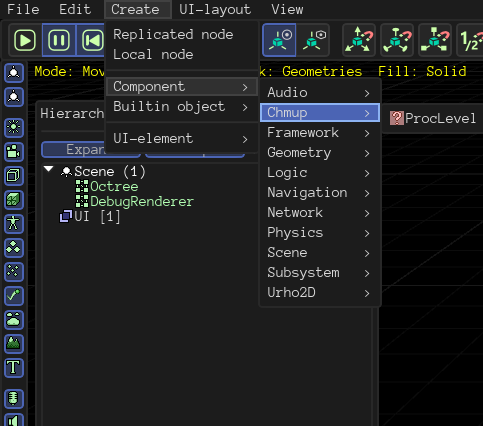 File Edit Create UI-layout View
Replicated node
Local node
Component
Builtin object
UI-element
Mode: Mov
k: Geometries Fill: Solid
1/2
Hierarch
Expan
Scene (1)
Octree
DebugRenderer
UI [1]
Audio
Chmup
Framework
Geometry
Logic
Navigation
Network
Physics
Scene
Subsystem
Urho2D
ProcLevel